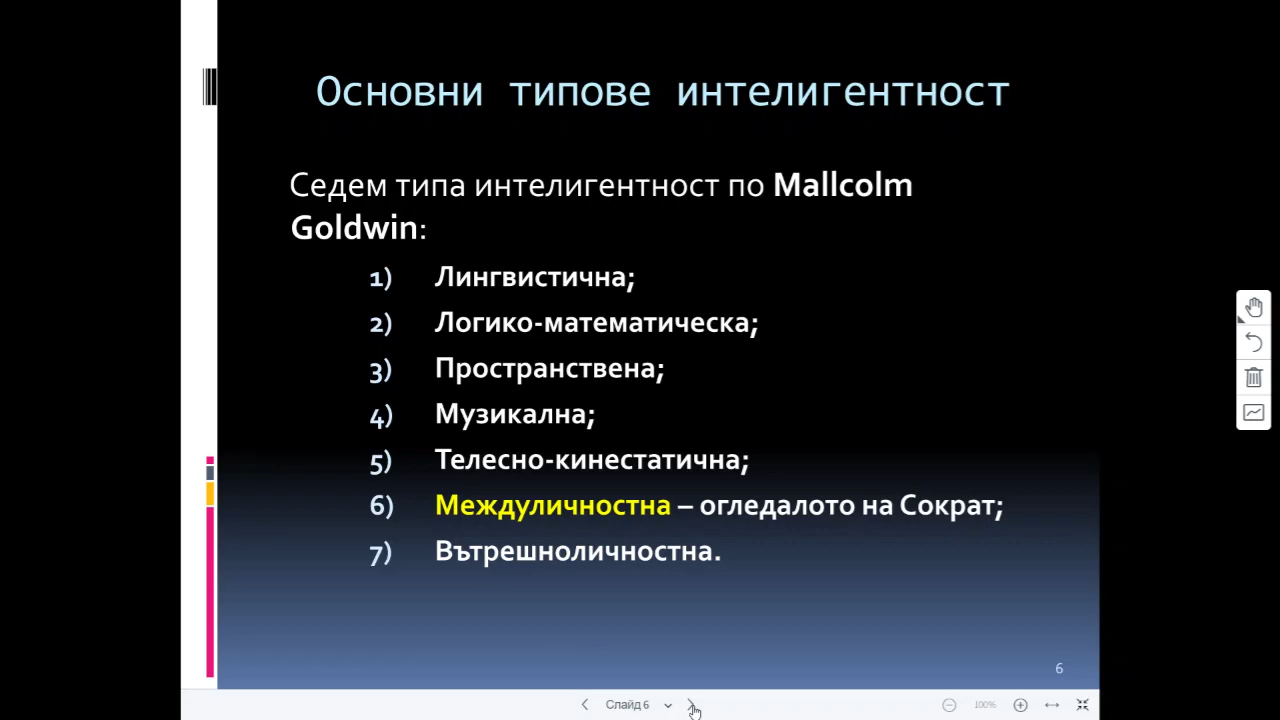 Основни типове интелигентност
Седем типа интелигентност по Mallcolm
Goldwin:
1) Лингвистична;
2) Логико-математическа;
3) Пространствена;
4) Музикална;
5) Телесно-кинестатична;
6) Междуличностна – огледалото на Сократ;
7) Вътрешноличностна.
6
Слайд 6
100%